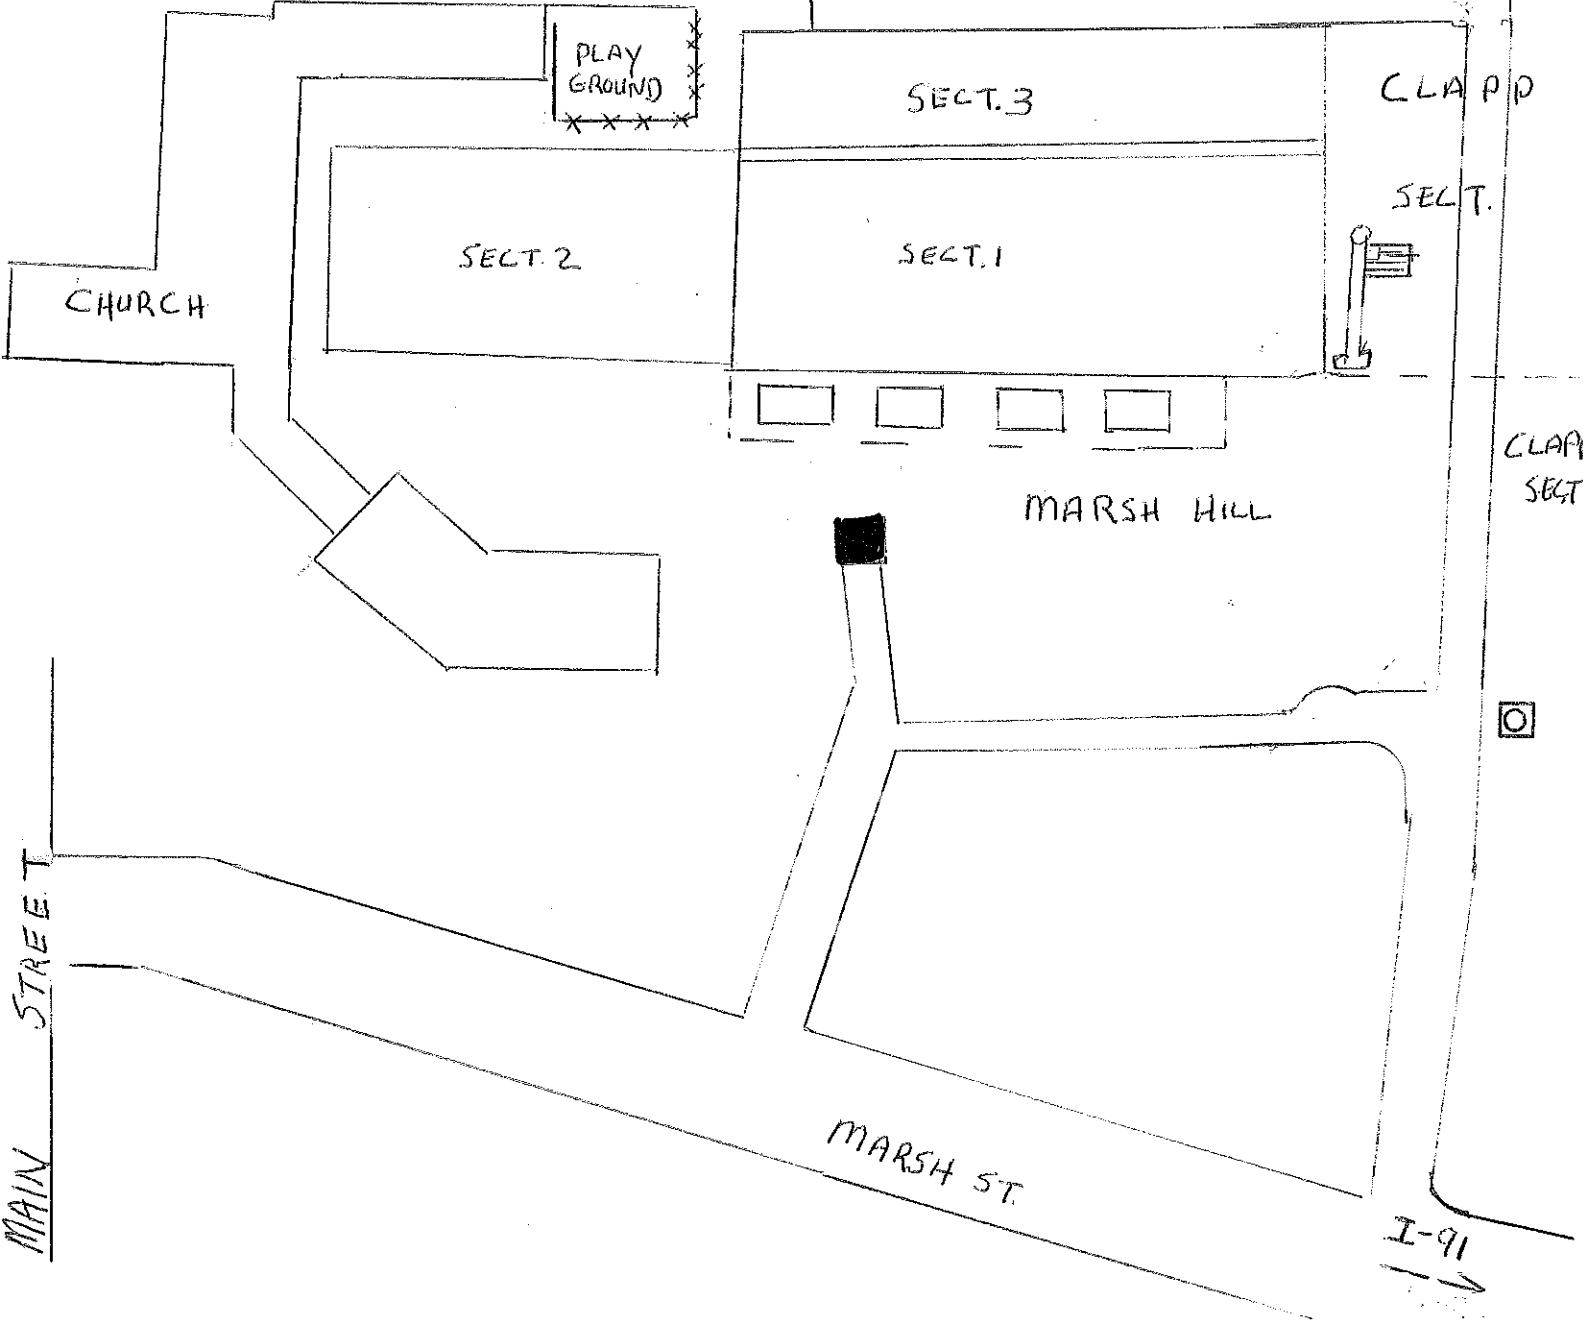 PLAY
GROUND
SECT. 3
CLAPP
SECT.
SECT. 2
SECT. 1
CHURCH
CLAPP
SECT
MARSH HILL
MAIN STREET
MARSH ST.
I-91